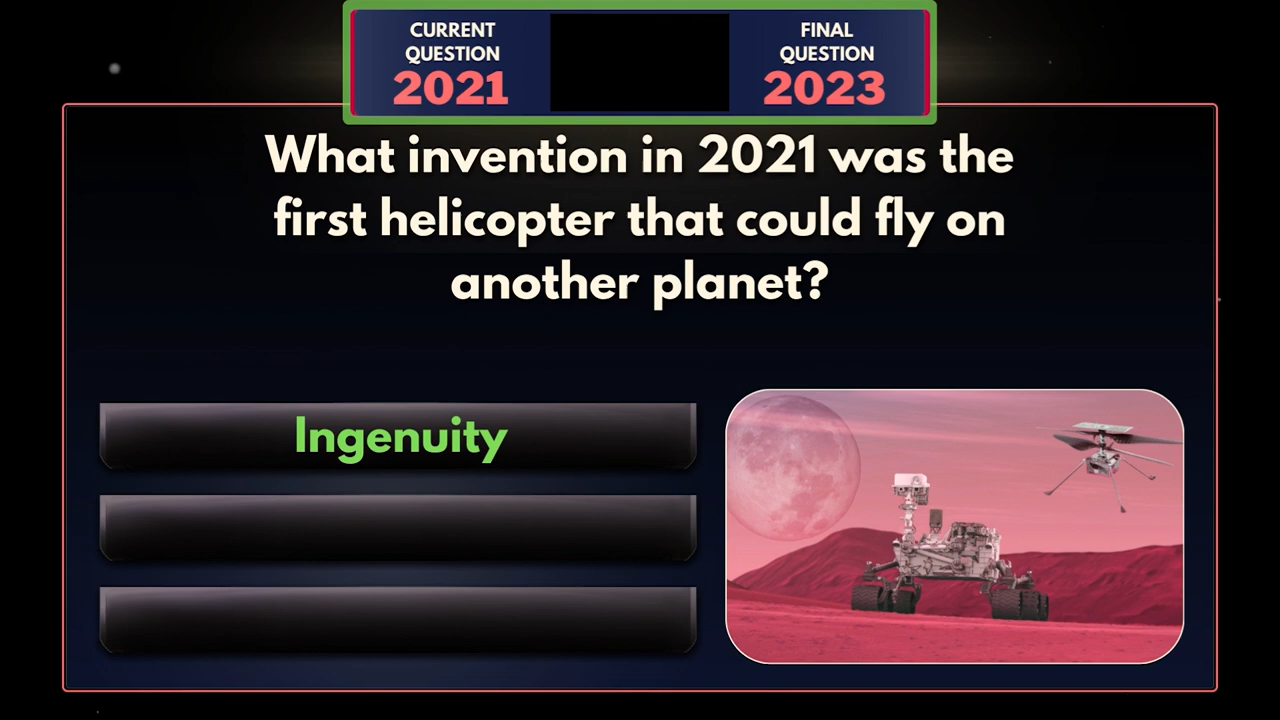 CURRENT
QUESTION
2021
FINAL
QUESTION
2023
What invention in 2021 was the
first helicopter that could fly on
another planet?
Ingenuity